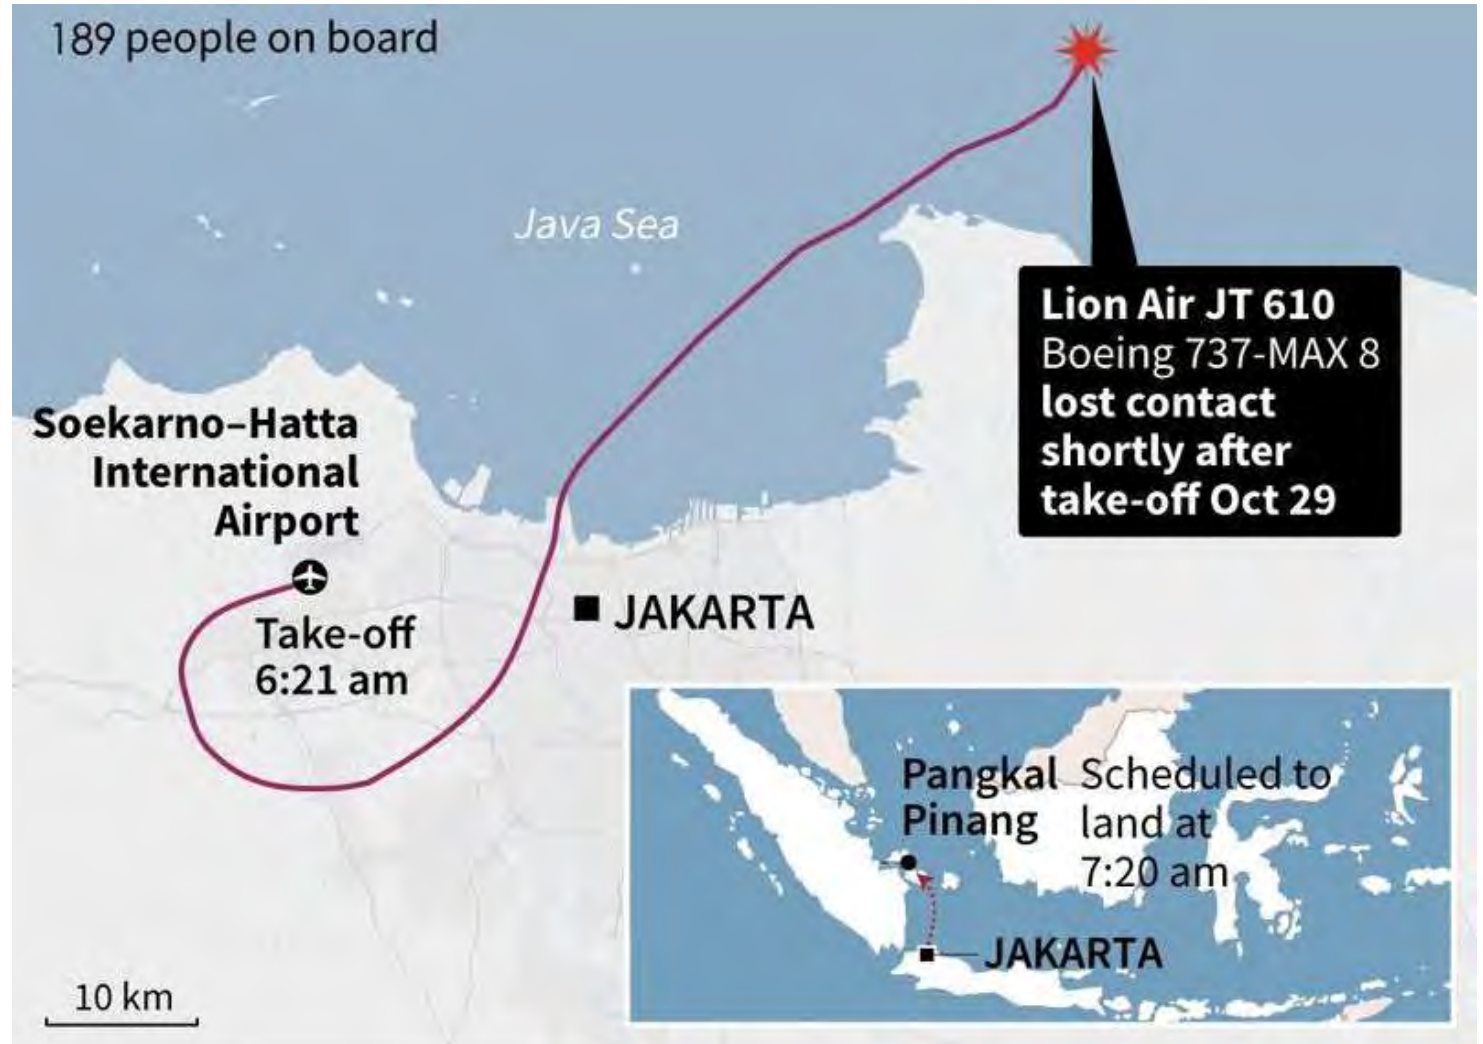 189 people on board
Java Sea
Lion Air JT 610
Boeing 737-MAX 8
lost contact
shortly after
take-off Oct 29
Soekarno–Hatta
International
Airport
Take-off
6:21 am
JAKARTA
Pangkal
Pinang
Scheduled to
land at
7:20 am
JAKARTA
10 km